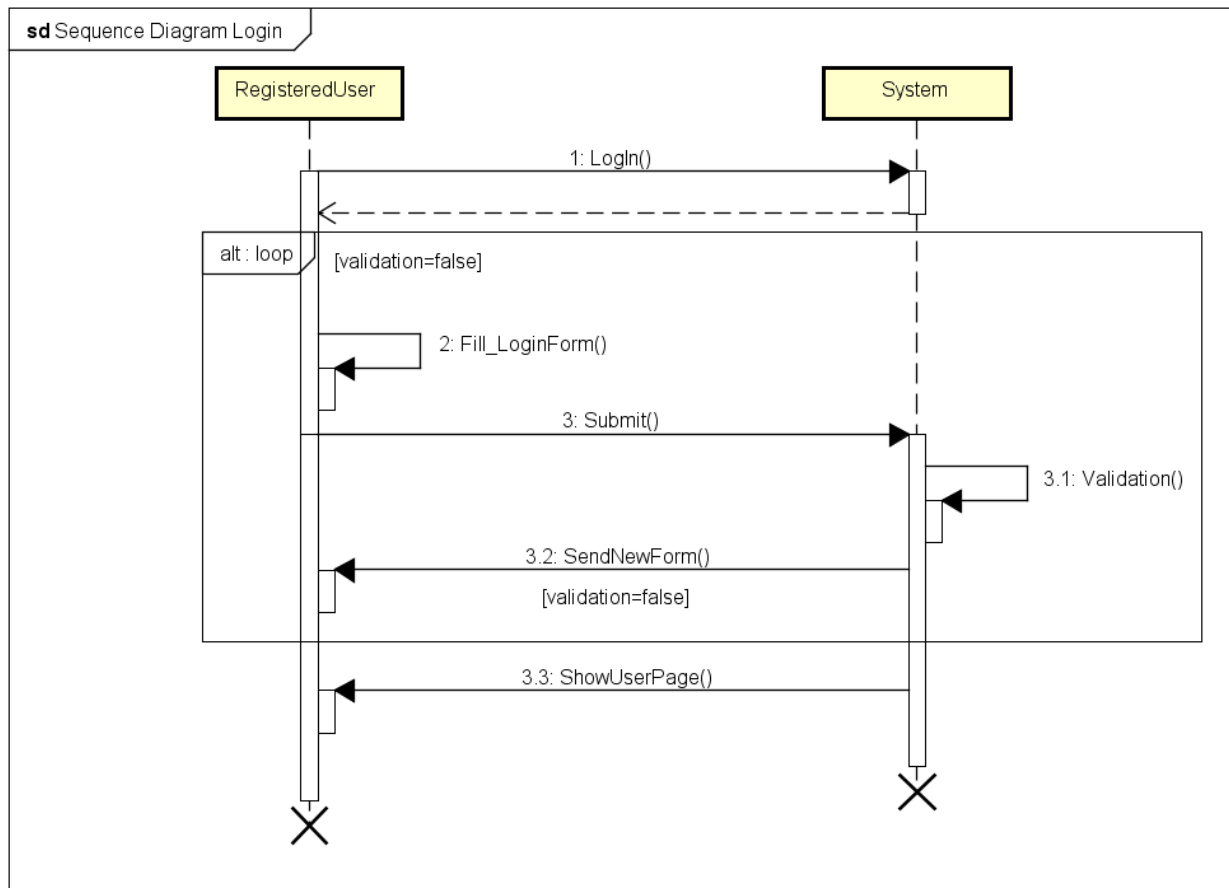 sd Sequence Diagram Login
RegisteredUser
System
1: LogIn()
alt : loop
[validation=false]
2: Fill_LoginForm()
3: Submit()
3.1: Validation()
3.2: SendNewForm()
[validation=false]
3.3: ShowUserPage()